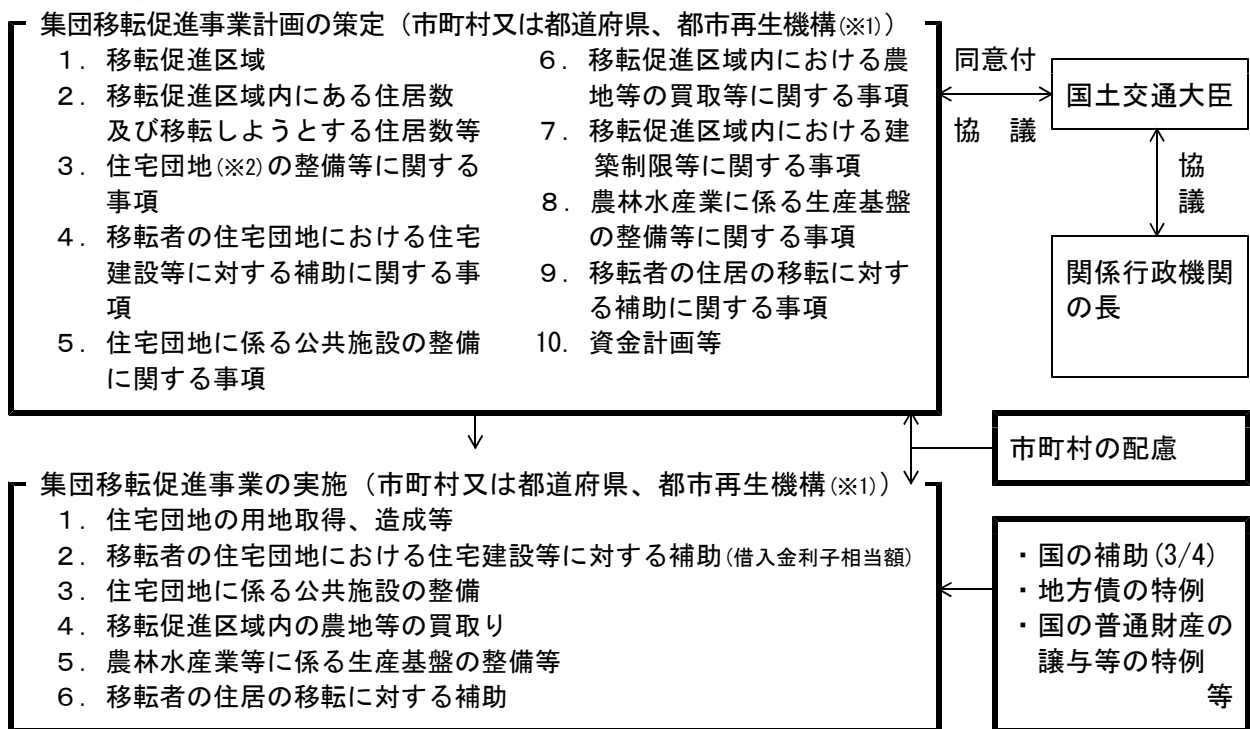 集団移転促進事業計画の策定（市町村又は都道府県、都市再生機構(※1)）
１．移転促進区域
２．移転促進区域内にある住居数
及び移転しようとする住居数等
３．住宅団地(※2)の整備等に関する
事項
４．移転者の住宅団地における住宅
建設等に対する補助に関する事
項
５．住宅団地に係る公共施設の整備
に関する事項
６．移転促進区域内における農
地等の買取等に関する事項
７．移転促進区域内における建
築制限等に関する事項
８．農林水産業に係る生産基盤
の整備等に関する事項
９．移転者の住居の移転に対す
る補助に関する事項
10．資金計画等
同意付
協　議
国土交通大臣
協
議
関係行政機関
の長
市町村の配慮
集団移転促進事業の実施（市町村又は都道府県、都市再生機構(※1)）
１．住宅団地の用地取得、造成等
２．移転者の住宅団地における住宅建設等に対する補助(借入金利子相当額)
３．住宅団地に係る公共施設の整備
４．移転促進区域内の農地等の買取り
５．農林水産業等に係る生産基盤の整備等
６．移転者の住居の移転に対する補助
・国の補助(3/4)
・地方債の特例
・国の普通財産の
譲与等の特例
等